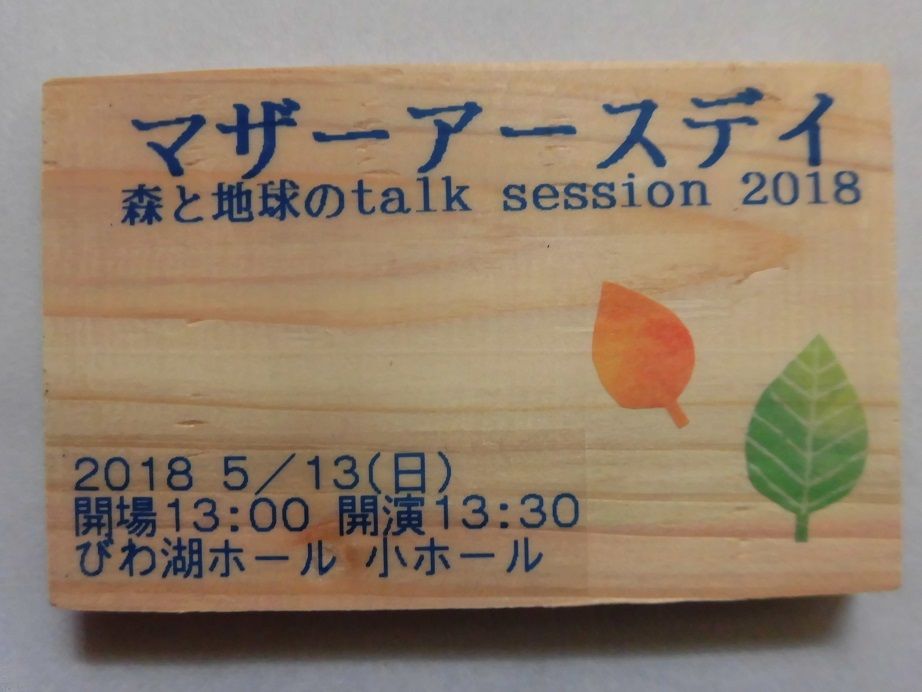 マザーアースデイ
森と地球のtalk session 2018
2018 5／13(日)
開場13:00 開演13:30
びわ湖ホール 小ホール